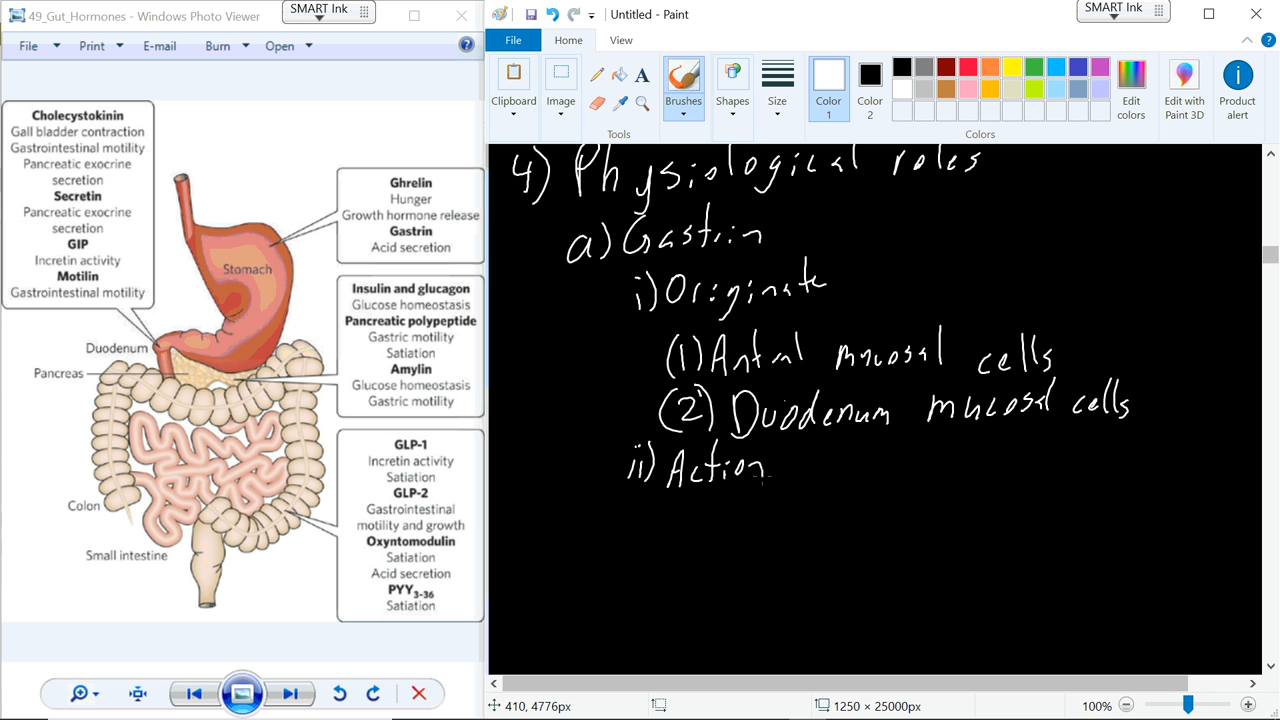 49_Gut_Hormones - Windows Photo Viewer
SMART Ink
File Print E-mail Burn Open
Cholecystokinin
Gall bladder contraction
Gastrointestinal motility
Pancreatic exocrine
secretion
Secretin
Pancreatic exocrine
secretion
GIP
Incretin activity
Motilin
Gastrointestinal motility
Ghrelin
Hunger
Growth hormone release
Gastrin
Acid secretion
Stomach
Insulin and glucagon
Glucose homeostasis
Pancreatic polypeptide
Gastric motility
Satiation
Amylin
Glucose homeostasis
Gastric motility
Duodenum
Pancreas
GLP-1
Incretin activity
Satiation
GLP-2
Gastrointestinal
motility and growth
Oxyntomodulin
Satiation
Acid secretion
PYY3-36
Satiation
Colon
Small intestine
Untitled - Paint
SMART Ink
File Home View
Clipboard
Image
Tools
Brushes
Shapes
Size
Color
1
Color
2
Edit
colors
Colors
Edit with
Paint 3D
Product
alert
4) Physiological roles
a) Gastrin
i) Originate
(1) Antral mucosal cells
(2) Duodenum mucosal cells
ii) Action
410, 4776px
1250 × 25000px
100%